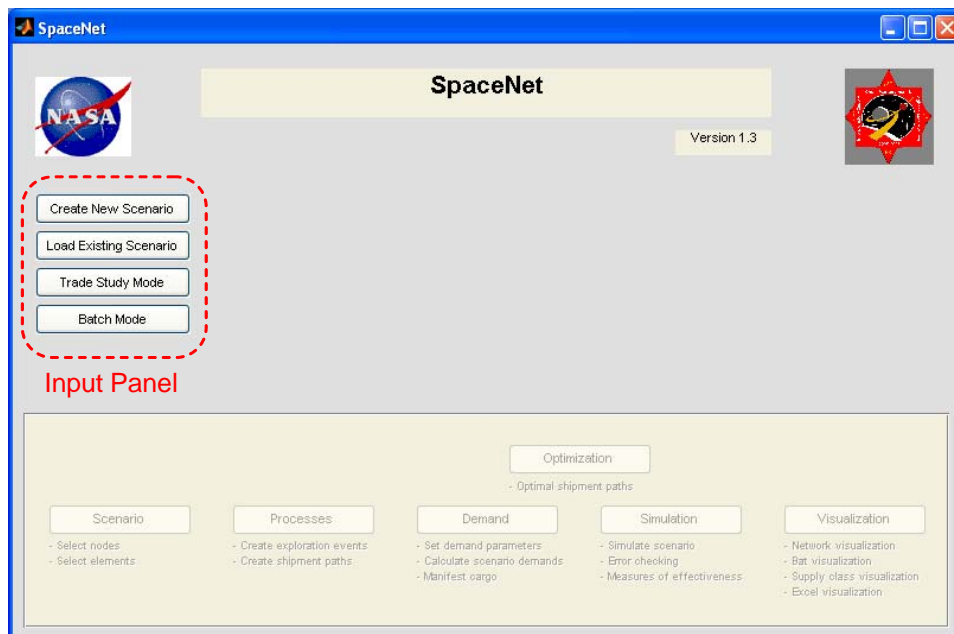 SpaceNet
NASA
SpaceNet
Version 1.3
Create New Scenario
Load Existing Scenario
Trade Study Mode
Batch Mode
Input Panel
Optimization
- Optimal shipment paths
Scenario
- Select nodes
- Select elements
Processes
- Create exploration events
- Create shipment paths
Demand
- Set demand parameters
- Calculate scenario demands
- Manifest cargo
Simulation
- Simulate scenario
- Error checking
- Measures of effectiveness
Visualization
- Network visualization
- Bat visualization
- Supply class visualization
- Excel visualization